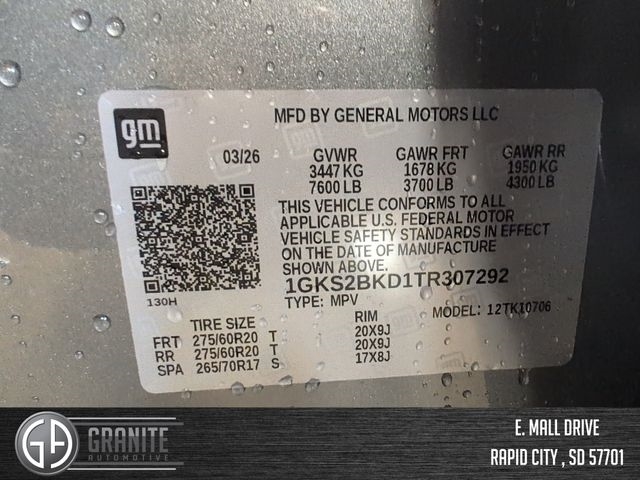 gm
MFD BY GENERAL MOTORS LLC
03/26 GVWR GAWR FRT GAWR RR
3447 KG 1678 KG 1950 KG
7600 LB 3700 LB 4300 LB
THIS VEHICLE CONFORMS TO ALL
APPLICABLE U.S. FEDERAL MOTOR
VEHICLE SAFETY STANDARDS IN EFFECT
ON THE DATE OF MANUFACTURE
SHOWN ABOVE.
1GKS2BKD1TR307292
130H
TYPE: MPV MODEL: 12TK10706
TIRE SIZE RIM
FRT 275/60R20 T 20X9J
RR 275/60R20 T 20X9J
SPA 265/70R17 S 17X8J
GA GRANITE
AUTOMOTIVE
E. MALL DRIVE
RAPID CITY , SD 57701